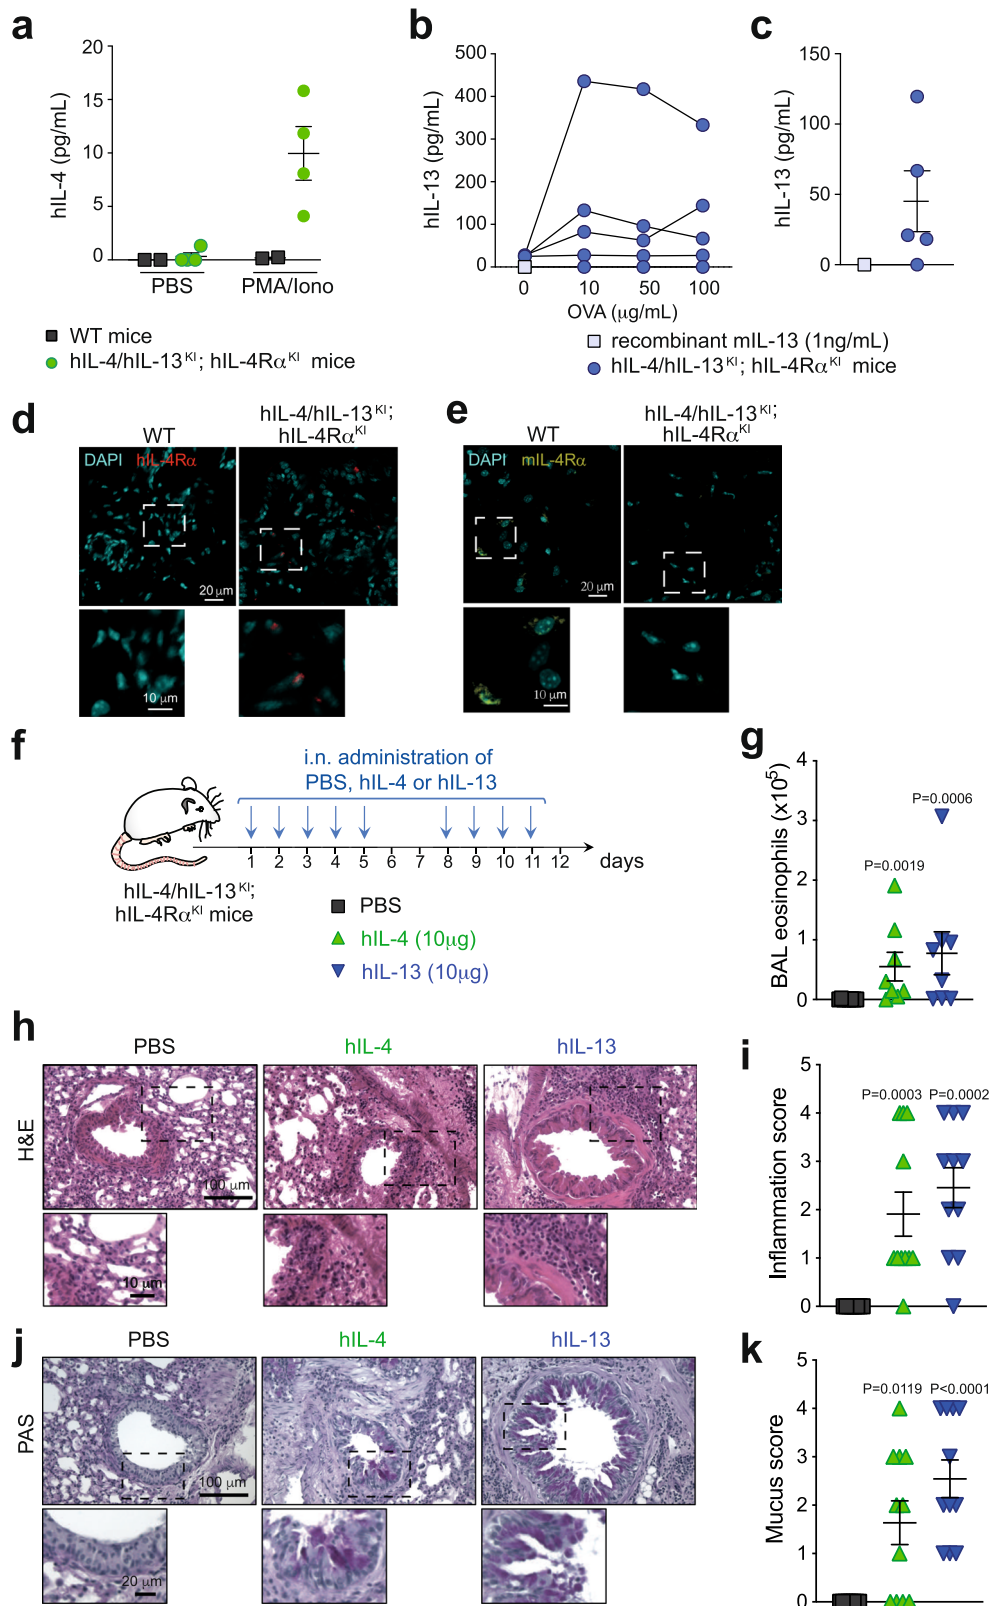 a
hIL-4 (pg/mL)
20
15
10
5
0
PBS
PMA/Iono
WT mice
hIL-4/hIL-13KI; hIL-4RαKI mice
b
hIL-13 (pg/mL)
500
400
300
200
100
0
0 10 50 100
OVA (μg/mL)
c
hIL-13 (pg/mL)
150
100
50
0
recombinant mIL-13 (1ng/mL)
hIL-4/hIL-13KI; hIL-4RαKI mice
d
WT
hIL-4/hIL-13KI;
hIL-4RαKI
DAPI hIL-4Rα
20 μm
10 μm
e
WT
hIL-4/hIL-13KI;
hIL-4RαKI
DAPI mIL-4Rα
20 μm
10 μm
f
i.n. administration of
PBS, hIL-4 or hIL-13
1 2 3 4 5 6 7 8 9 10 11 12 days
hIL-4/hIL-13KI;
hIL-4RαKI mice
PBS
hIL-4 (10μg)
hIL-13 (10μg)
g
BAL eosinophils (x10⁵)
4
3
2
1
0
P=0.0019
P=0.0006
h
PBS
hIL-4
hIL-13
H&E
100 μm
10 μm
i
Inflammation score
5
4
3
2
1
0
P=0.0003
P=0.0002
j
PBS
hIL-4
hIL-13
PAS
100 μm
20 μm
k
Mucus score
5
4
3
2
1
0
P=0.0119
P<0.0001